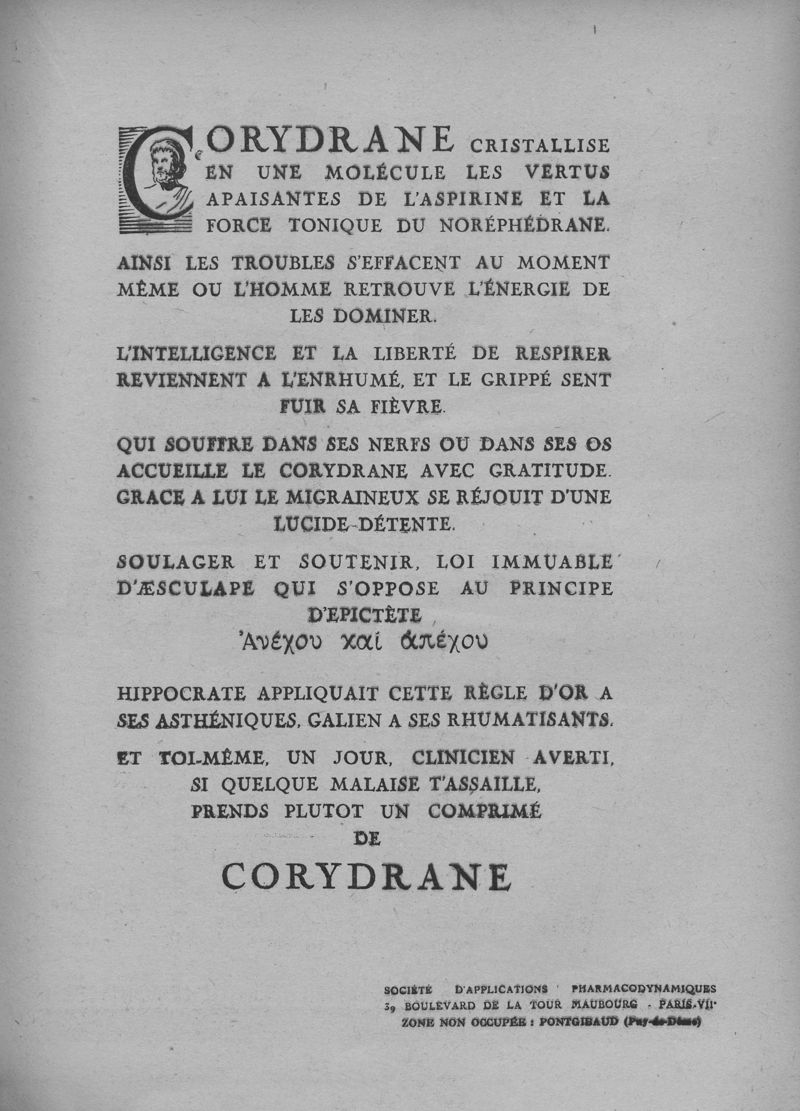 CORYDRANE CRISTALLISE
EN UNE MOLÉCULE LES VERTUS
APAISANTES DE L'ASPIRINE ET LA
FORCE TONIQUE DU NORÉPHÉDRANE.
AINSI LES TROUBLES S'EFFACENT AU MOMENT
MÊME OU L'HOMME RETROUVE L'ÉNERGIE DE
LES DOMINER.
L'INTELLIGENCE ET LA LIBERTÉ DE RESPIRER
REVIENNENT A L'ENRHUMÉ, ET LE GRIPPÉ SENT
FUIR SA FIÈVRE.
QUI SOUFFRE DANS SES NERFS OU DANS SES OS
ACCUEILLE LE CORYDRANE AVEC GRATITUDE.
GRACE A LUI LE MIGRAINEUX SE RÉJOUIT D'UNE
LUCIDE DÉTENTE.
SOULAGER ET SOUTENIR, LOI IMMUABLE
D'ÆSCULAPE QUI S'OPPOSE AU PRINCIPE
D'EPICTÈTE
Ἀνέχου καί ἀπέχου
HIPPOCRATE APPLIQUAIT CETTE RÈGLE D'OR A
SES ASTHÉNIQUES, GALIEN A SES RHUMATISANTS.
ET TOI-MÊME, UN JOUR, CLINICIEN AVERTI,
SI QUELQUE MALAISE T'ASSAILLE,
PRENDS PLUTOT UN COMPRIMÉ
DE
CORYDRANE
SOCIÉTÉ D'APPLICATIONS PHARMACODYNAMIQUES
39 BOULEVARD DE LA TOUR MAUBOURG - PARIS-VIIe
ZONE NON OCCUPÉE : PONTGIBAUD (Puy-de-Dôme)